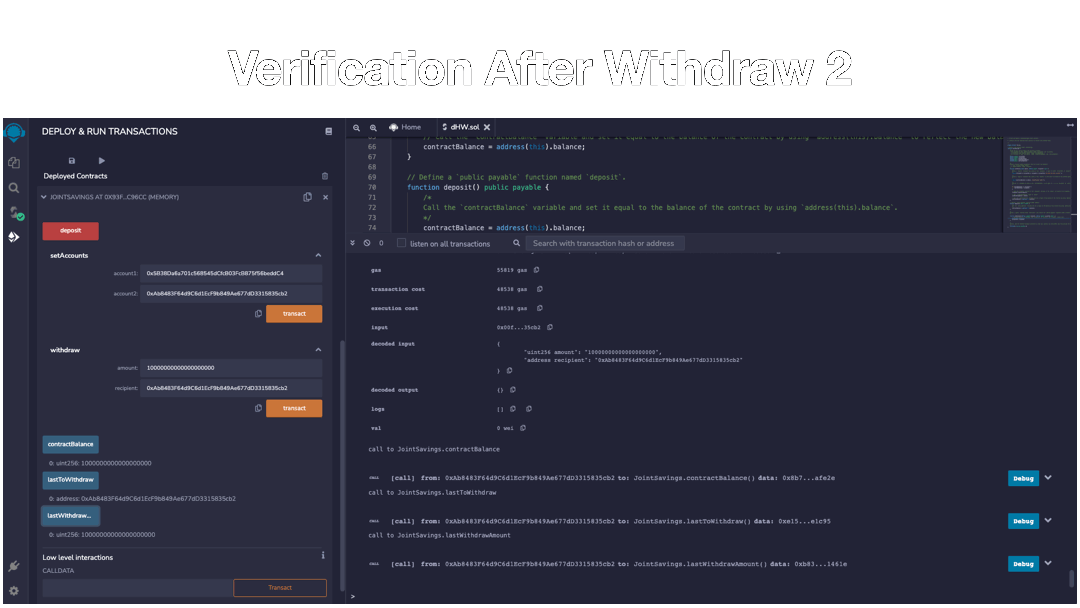 Verification After Withdraw 2
DEPLOY & RUN TRANSACTIONS
Deployed Contracts
JOINTSAVINGS AT 0X93F...C96CC (MEMORY)
deposit
setAccounts
account1: 0x5B38Da6a701c568545dCfcB03FcB875f56beddC4
account2: 0xAb8483F64d9C6d1EcF9b849Ae677dD3315835cb2
transact
withdraw
amount: 10000000000000000000
recipient: 0xAb8483F64d9C6d1EcF9b849Ae677dD3315835cb2
transact
contractBalance
0: uint256: 1000000000000000000
lastToWithdraw
0: address: 0xAb8483F64d9C6d1EcF9b849Ae677dD3315835cb2
lastWithdraw...
0: uint256: 10000000000000000000
Low level interactions
i
CALLDATA
Transact
Home
dHW.sol
66 contractBalance = address(this).balance;
67 }
68
69 // Define a `public payable` function named `deposit`.
70 function deposit() public payable {
71 /*
72 Call the `contractBalance` variable and set it equal to the balance of the contract by using `address(this).balance`.
73 */
74 contractBalance = address(this).balance;
0 listen on all transactions Search with transaction hash or address
gas 55819 gas
transaction cost 48538 gas
execution cost 48538 gas
input 0x00f...35cb2
decoded input {
"uint256 amount": "10000000000000000000",
"address recipient": "0xAb8483F64d9C6d1EcF9b849Ae677dD3315835cb2"
}
decoded output {}
logs []
val 0 wei
call to JointSavings.contractBalance
CALL [call] from: 0xAb8483F64d9C6d1EcF9b849Ae677dD3315835cb2 to: JointSavings.contractBalance() data: 0x8b7...afe2e
Debug
call to JointSavings.lastToWithdraw
CALL [call] from: 0xAb8483F64d9C6d1EcF9b849Ae677dD3315835cb2 to: JointSavings.lastToWithdraw() data: 0xe15...e1c95
Debug
call to JointSavings.lastWithdrawAmount
CALL [call] from: 0xAb8483F64d9C6d1EcF9b849Ae677dD3315835cb2 to: JointSavings.lastWithdrawAmount() data: 0xb83...1461e
Debug
>